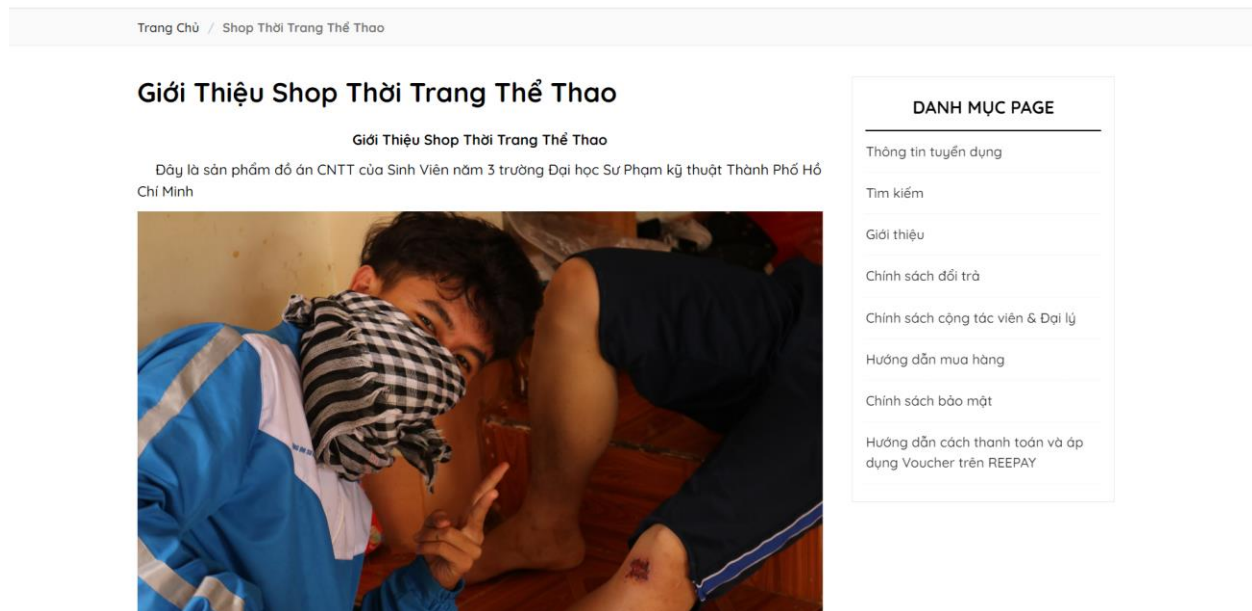 Trang Chủ / Shop Thời Trang Thể Thao
Giới Thiệu Shop Thời Trang Thể Thao
Giới Thiệu Shop Thời Trang Thể Thao
Đây là sản phẩm đồ án CNTT của Sinh Viên năm 3 trường Đại học Sư Phạm kỹ thuật Thành Phố Hồ
Chí Minh
DANH MỤC PAGE
Thông tin tuyển dụng
Tìm kiếm
Giới thiệu
Chính sách đổi trả
Chính sách cộng tác viên & Đại lý
Hướng dẫn mua hàng
Chính sách bảo mật
Hướng dẫn cách thanh toán và áp
dụng Voucher trên REEPAY